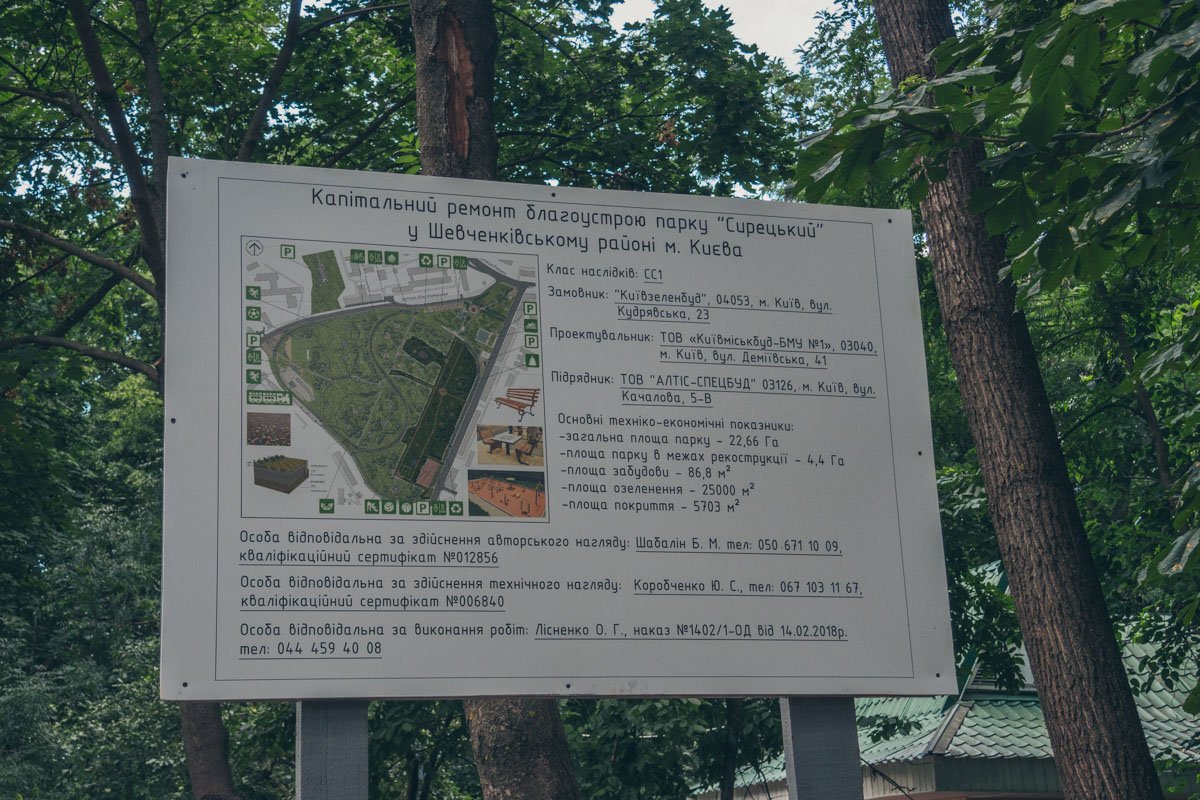 Капітальний ремонт благоустрою парку "Сирецький"
у Шевченківському районі м. Києва
Клас наслідків: СС1
Замовник: "Київзеленбуд", 04053, м. Київ, вул.
Кудрявська, 23
Проектувальник: ТОВ «Київміськбуд-БМУ №1», 03040,
м. Київ, вул. Деміївська, 41
Підрядник: ТОВ "АЛТІС-СПЕЦБУД" 03126, м. Київ, вул.
Качалова, 5-В
Основні техніко-економічні показники:
-загальна площа парку - 22,66 Га
-площа парку в межах рекострукції - 4,4 Га
-площа забудови - 86,8 м²
-площа озеленення - 25000 м²
-площа покриття - 5703 м²
P
P
P
P
P
P
Особа відповідальна за здійснення авторського нагляду: Шабалін Б. М. тел: 050 671 10 09,
кваліфікаційний сертифікат №012856
Особа відповідальна за здійснення технічного нагляду: Коробченко Ю. С., тел: 067 103 11 67,
кваліфікаційний сертифікат №006840
Особа відповідальна за виконання робіт: Лісненко О. Г., наказ №1402/1-ОД від 14.02.2018р.
тел: 044 459 40 08